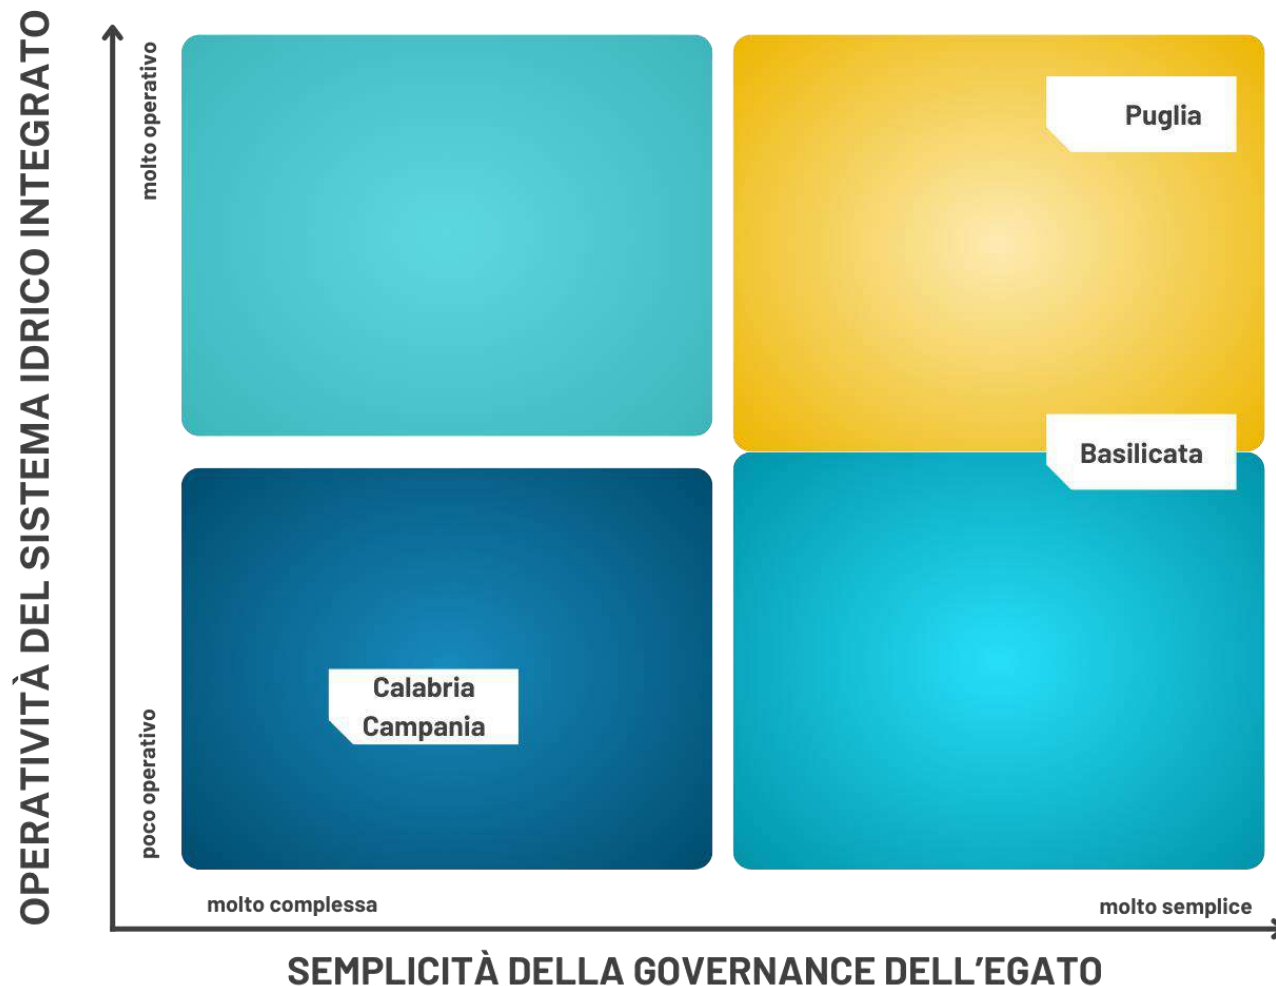 OPERATIVITÀ DEL SISTEMA IDRICO INTEGRATO
molto operativo
poco operativo
Puglia
Basilicata
Calabria
Campania
molto complessa
molto semplice
SEMPLICITÀ DELLA GOVERNANCE DELL’EGATO